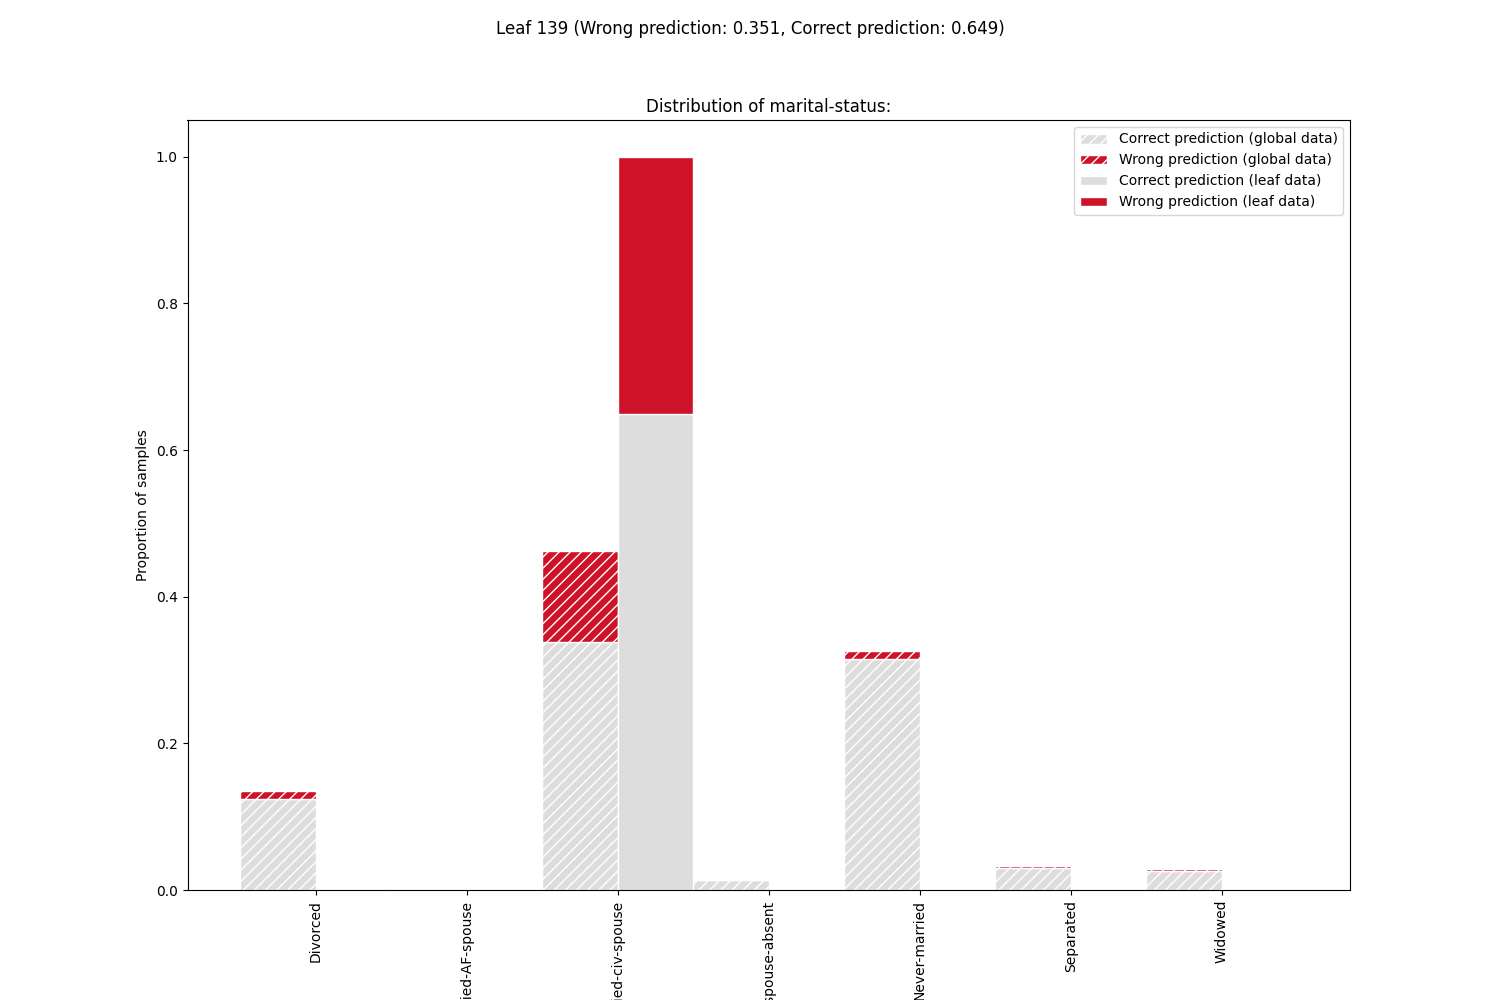 Leaf 139 (Wrong prediction: 0.351, Correct prediction: 0.649)
Distribution of marital-status:
Correct prediction (global data)
Wrong prediction (global data)
Correct prediction (leaf data)
Wrong prediction (leaf data)
1.0
0.8
0.6
0.4
0.2
0.0
Proportion of samples
Divorced
ied-AF-spouse
ied-civ-spouse
spouse-absent
Never-married
Separated
Widowed